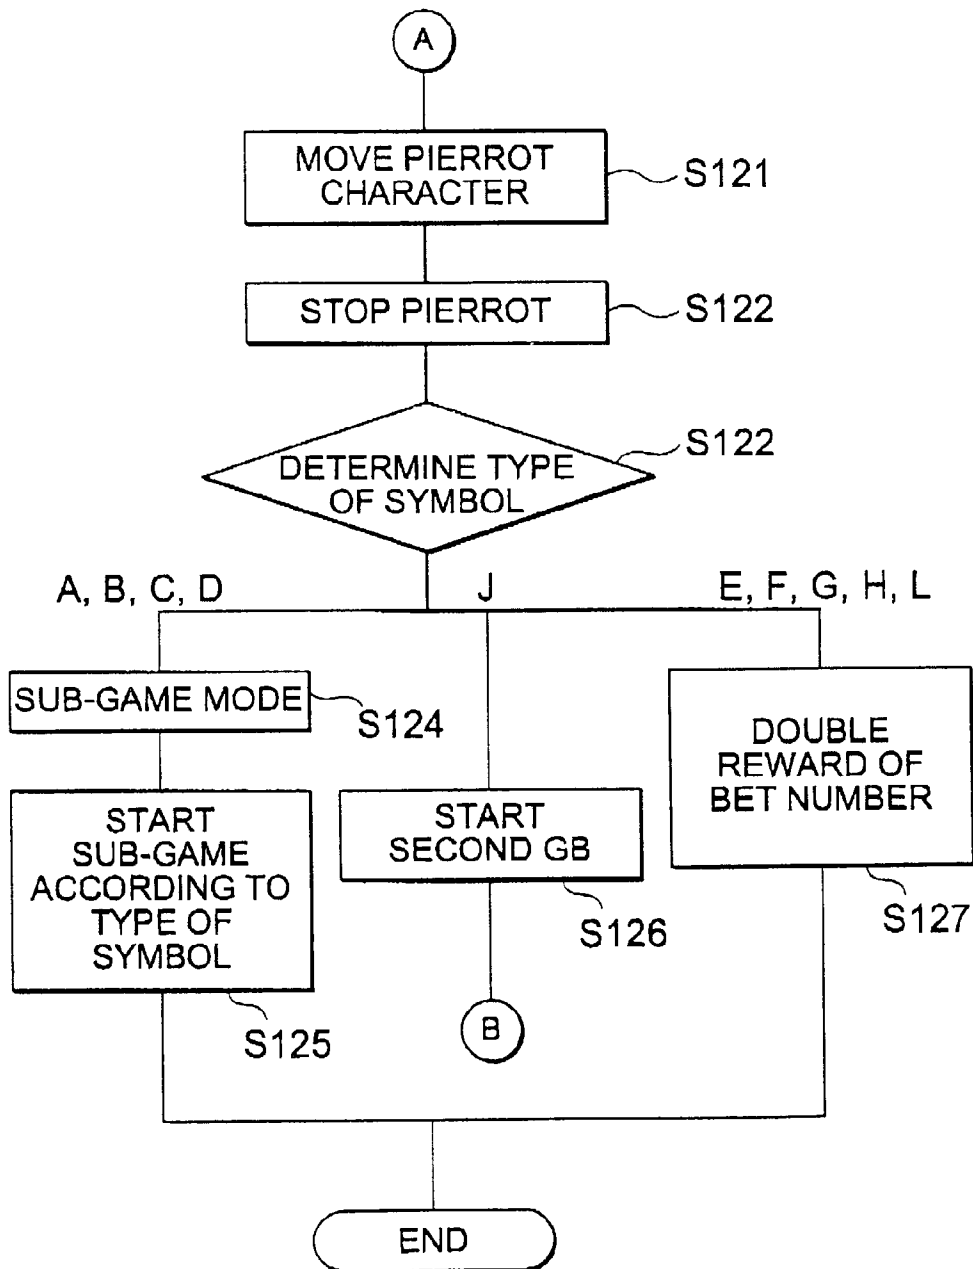 A
MOVE PIERROT
CHARACTER
S121
STOP PIERROT
S122
DETERMINE TYPE
OF SYMBOL
S122
A, B, C, D
J
E, F, G, H, L
SUB-GAME MODE
S124
START
SUB-GAME
ACCORDING TO
TYPE OF
SYMBOL
S125
START
SECOND GB
S126
B
DOUBLE
REWARD OF
BET NUMBER
S127
END